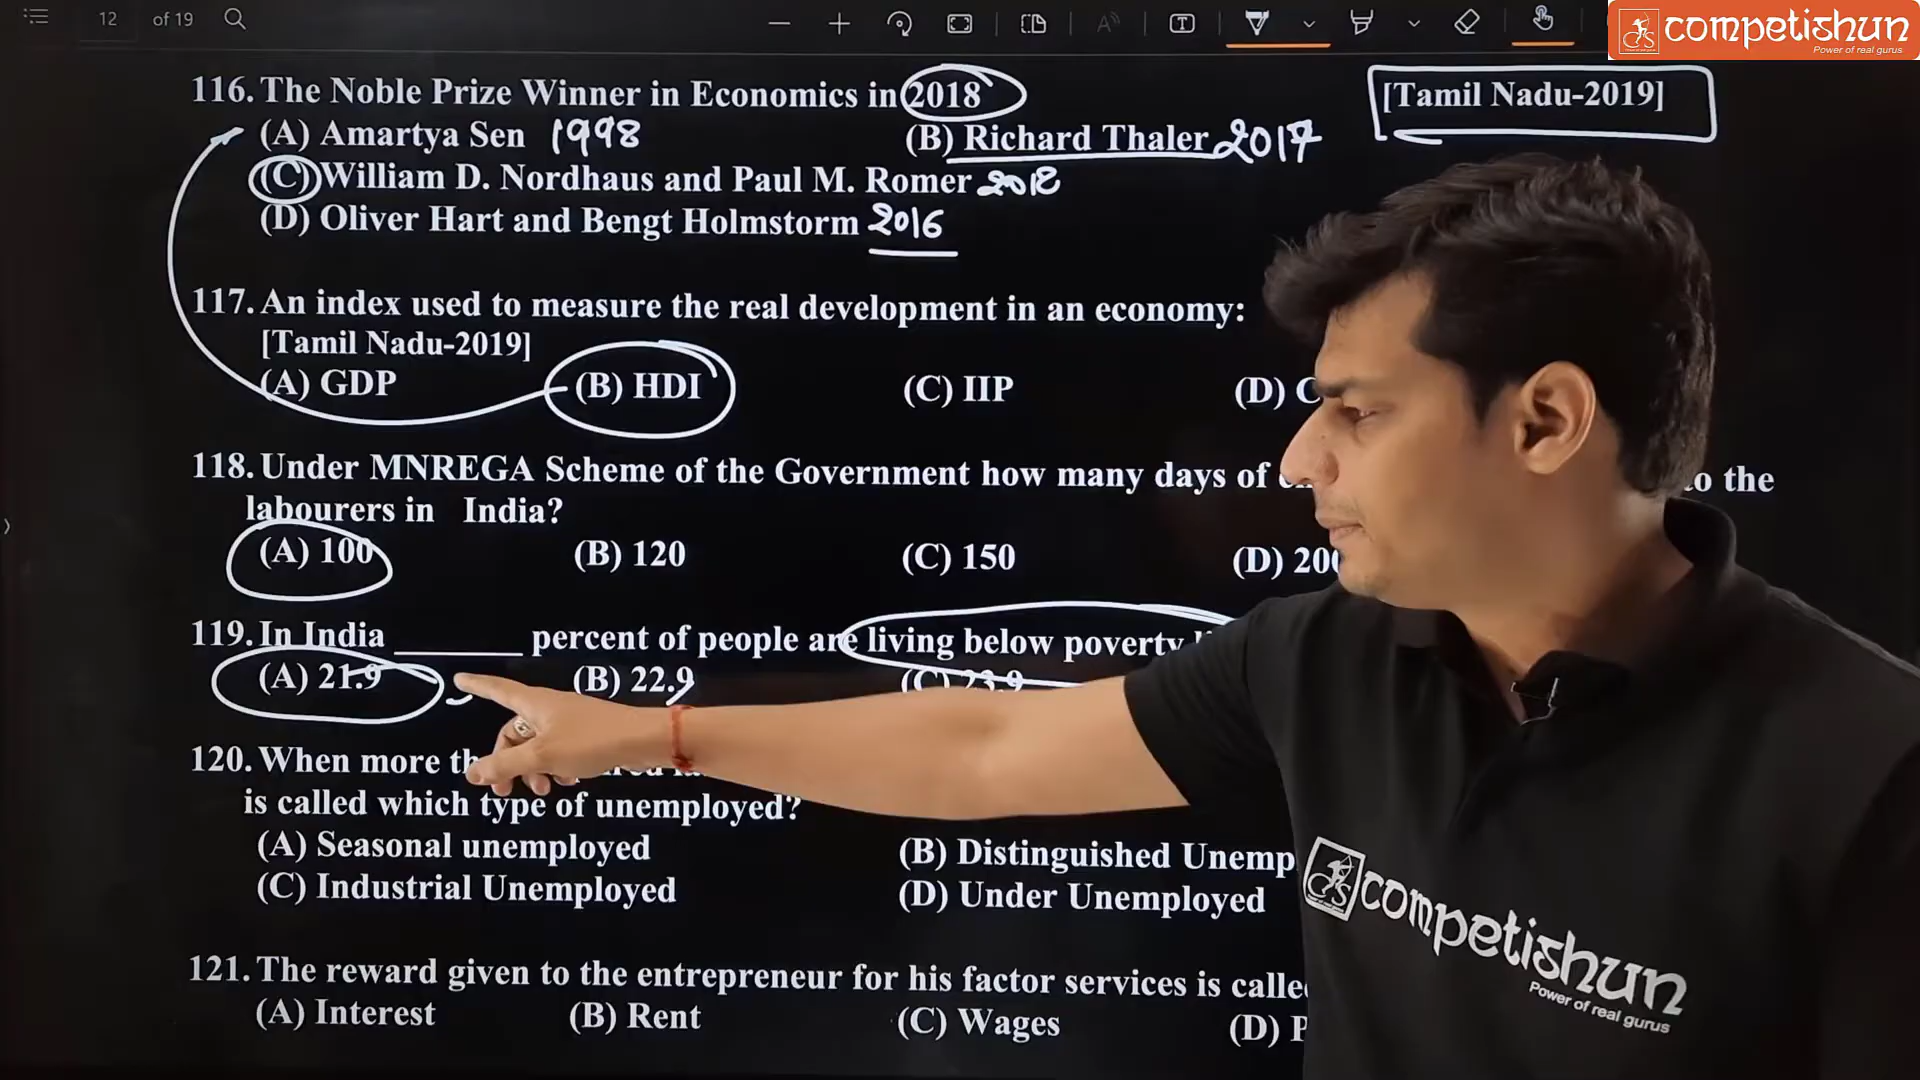 12 of 19
competishun
Power of real gurus
116. The Noble Prize Winner in Economics in 2018 [Tamil Nadu-2019]
(A) Amartya Sen 1998 (B) Richard Thaler 2017
(C) William D. Nordhaus and Paul M. Romer 2018
(D) Oliver Hart and Bengt Holmstorm 2016
117. An index used to measure the real development in an economy:
[Tamil Nadu-2019]
(A) GDP (B) HDI (C) IIP (D)
118. Under MNREGA Scheme of the Government how many days of to the
labourers in India?
(A) 100 (B) 120 (C) 150 (D) 200
119. In India ______ percent of people are living below poverty
(A) 21.9 (B) 22.9 (C) 23.9
120. When more
is called which type of unemployed?
(A) Seasonal unemployed (B) Distinguished
(C) Industrial Unemployed (D) Under Unemployed
121. The reward given to the entrepreneur for his factor services is
(A) Interest (B) Rent (C) Wages (D)
competishun
Power of real gurus